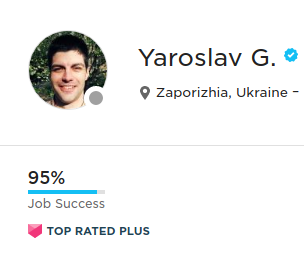 Yaroslav G.
Zaporizhia, Ukraine –
95%
Job Success
TOP RATED PLUS